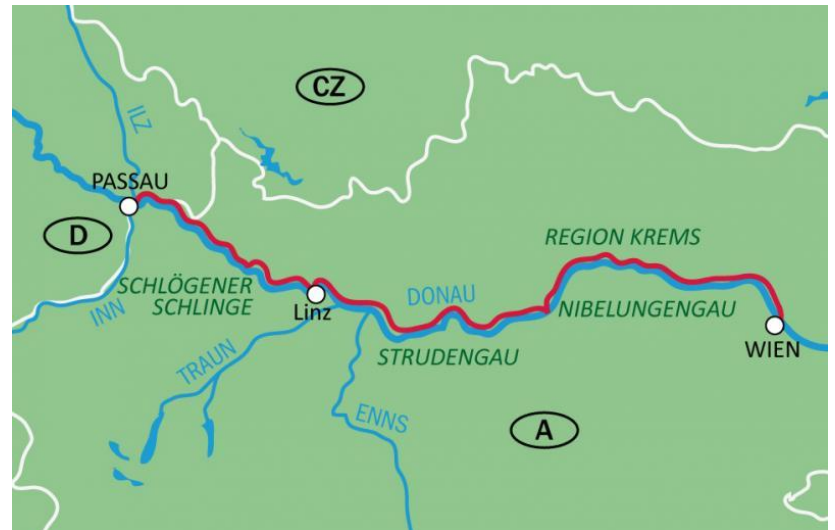 CZ
ILZ
PASSAU
D
REGION KREMS
SCHLÖGENER
SCHLINGE
DONAU
INN
NIBELUNGENGAU
Linz
WIEN
TRAUN
STRUDENGAU
ENNS
A